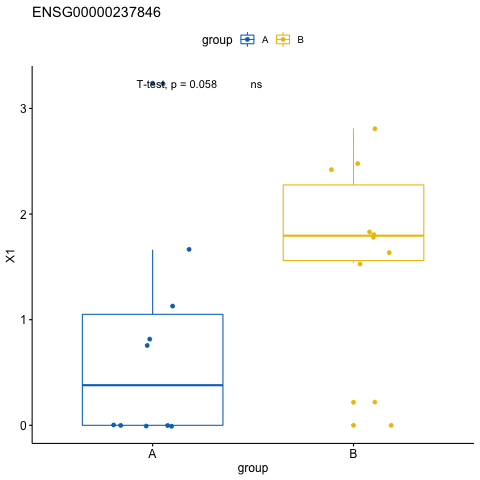 ENSG00000237846
group A B
T-test, p = 0.058 ns
3
2
1
0
X1
A B
group